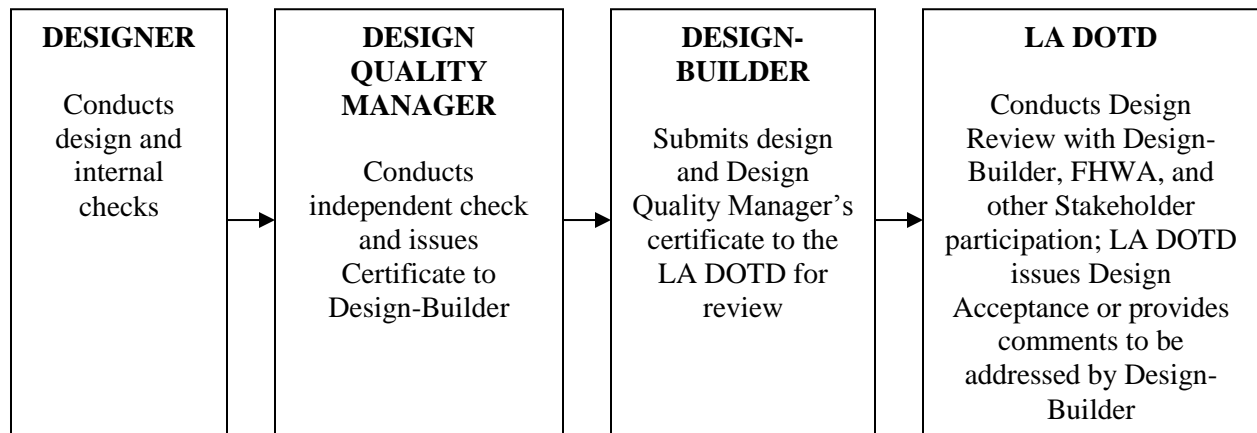 DESIGNER
Conducts
design and
internal
checks
DESIGN
QUALITY
MANAGER
Conducts
independent check
and issues
Certificate to
Design-Builder
DESIGN-
BUILDER
Submits design
and Design
Quality Manager's
certificate to the
LA DOTD for
review
LA DOTD
Conducts Design
Review with Design-
Builder, FHWA, and
other Stakeholder
participation; LA DOTD
issues Design
Acceptance or provides
comments to be
addressed by Design-
Builder